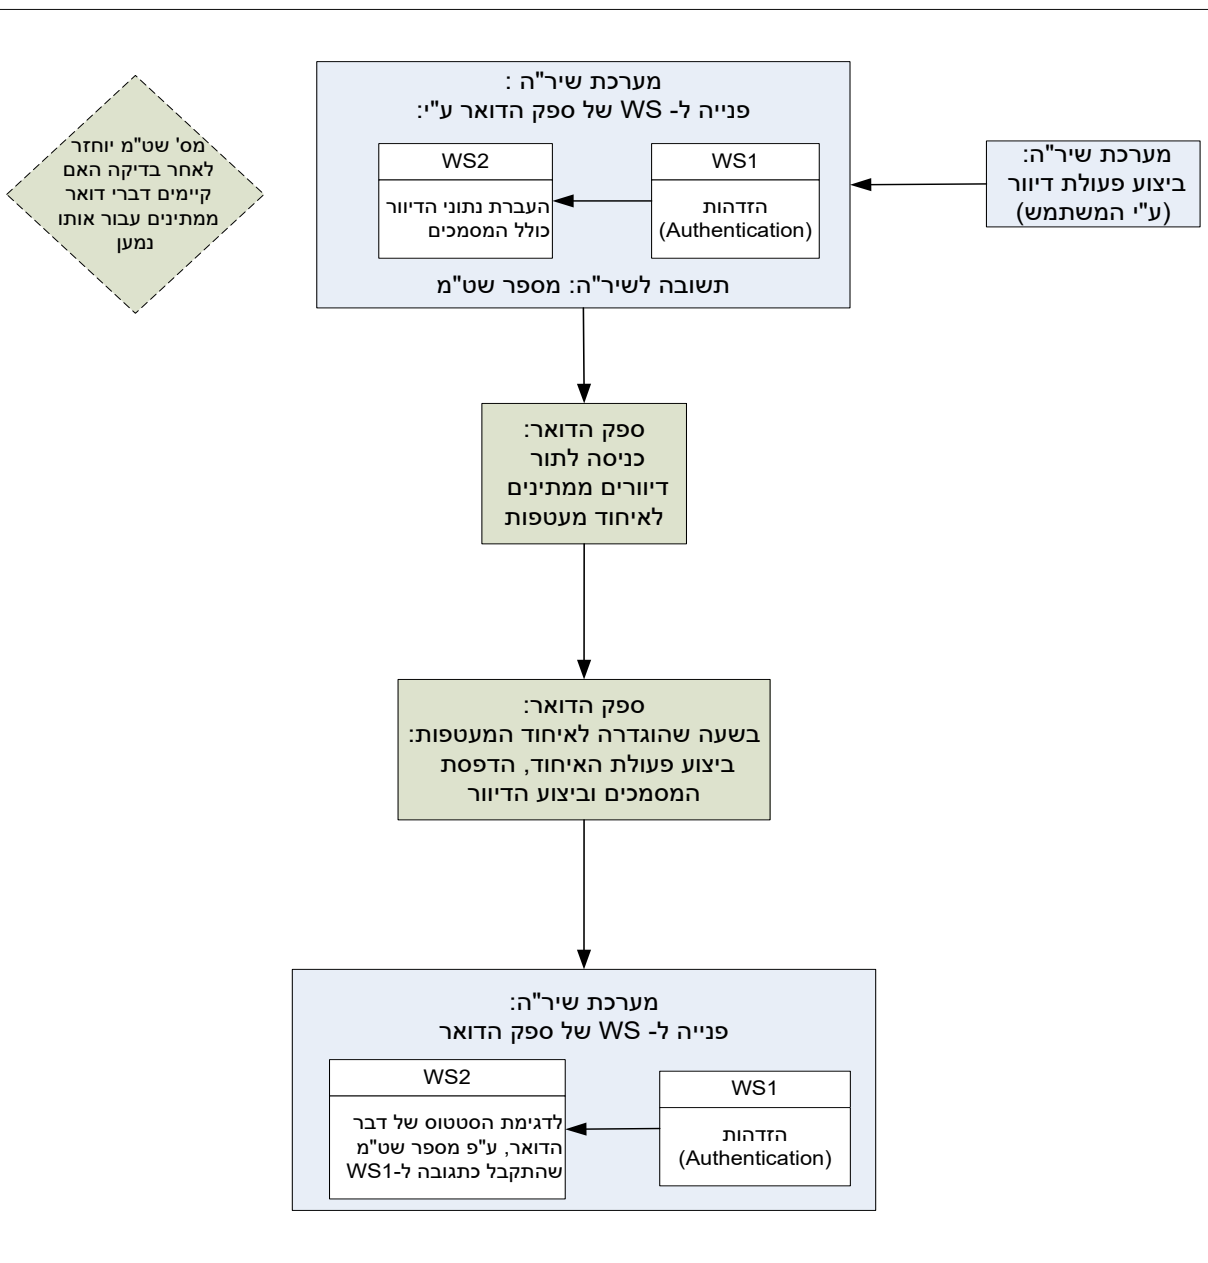 מערכת שיר"ה:
ביצוע פעולת דיוור
(ע"י המשתמש)
מערכת שיר"ה :
פנייה ל- WS של ספק הדואר ע"י:
WS1
הזדהות
(Authentication)
WS2
העברת נתוני הדיוור
כולל המסמכים
תשובה לשיר"ה: מספר שט"מ
מס' שט"מ יוחזר
לאחר בדיקה האם
קיימים דברי דואר
ממתינים עבור אותו
נמען
ספק הדואר:
כניסה לתור
דיוורים ממתינים
לאיחוד מעטפות
ספק הדואר:
בשעה שהוגדרה לאיחוד המעטפות:
ביצוע פעולת האיחוד, הדפסת
המסמכים וביצוע הדיוור
מערכת שיר"ה:
פנייה ל- WS של ספק הדואר
WS1
הזדהות
(Authentication)
WS2
לדגימת הסטטוס של דבר
הדואר, ע"פ מספר שט"מ
שהתקבל כתגובה ל-WS1